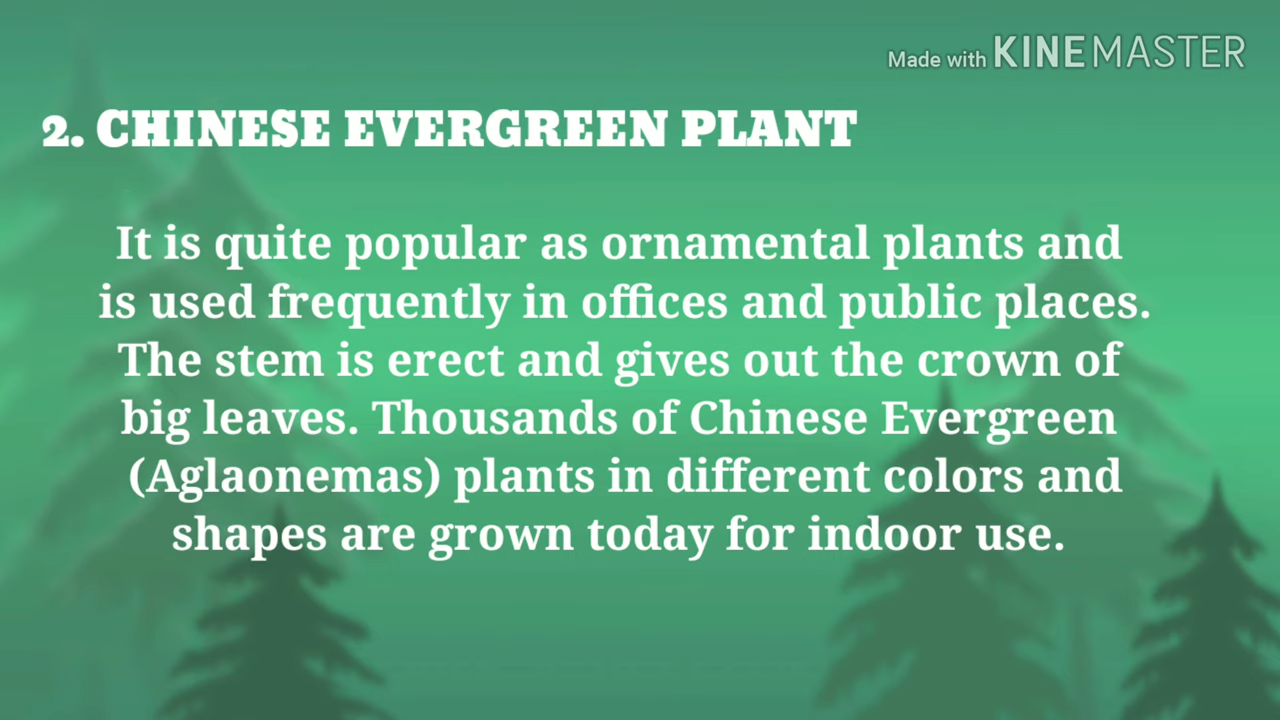 Made with KINEMASTER
2. CHINESE EVERGREEN PLANT
It is quite popular as ornamental plants and
is used frequently in offices and public places.
The stem is erect and gives out the crown of
big leaves. Thousands of Chinese Evergreen
(Aglaonemas) plants in different colors and
shapes are grown today for indoor use.